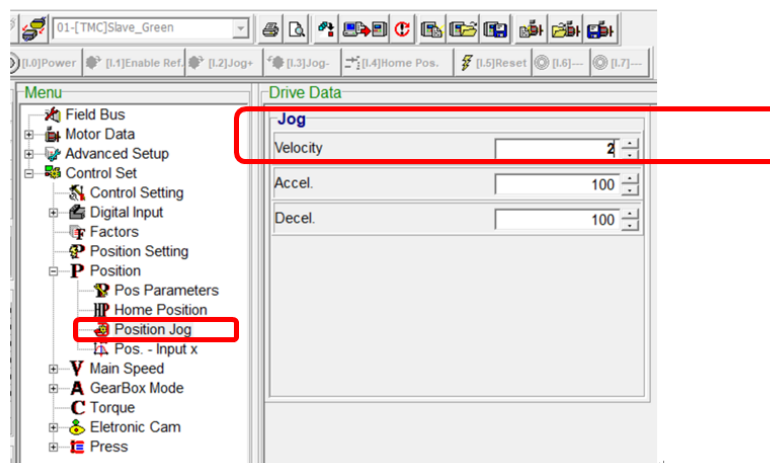 01-[TMC]Slave_Green
[I.0]Power [I.1]Enable Ref. [I.2]Jog+ [I.3]Jog- [I.4]Home Pos. [I.5]Reset [I.6]--- [I.7]---
Menu
Field Bus
Motor Data
Advanced Setup
Control Set
Control Setting
Digital Input
Factors
Position Setting
P Position
Pos Parameters
HP Home Position
Position Jog
Pos. - Input x
V Main Speed
A GearBox Mode
C Torque
Eletronic Cam
Press
Drive Data
Jog
Velocity 2
Accel. 100
Decel. 100